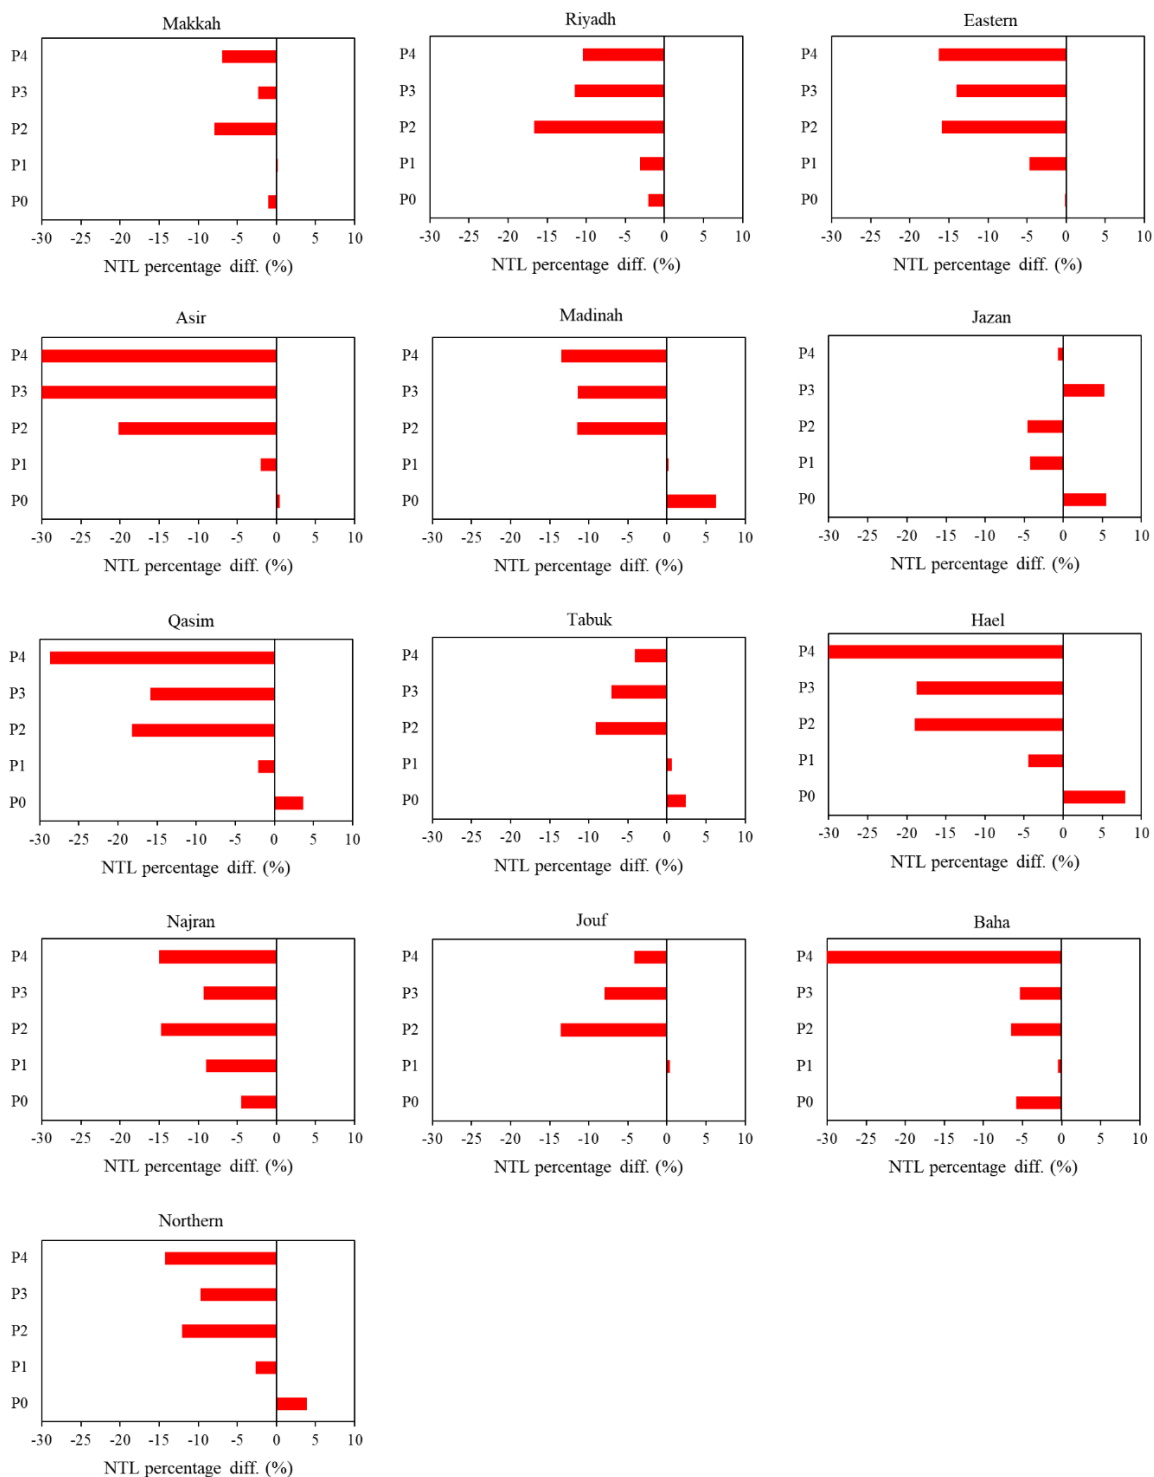 Makkah
P4
P3
P2
P1
P0
-30 -25 -20 -15 -10 -5 0 5 10
NTL percentage diff. (%)
Riyadh
P4
P3
P2
P1
P0
-30 -25 -20 -15 -10 -5 0 5 10
NTL percentage diff. (%)
Eastern
P4
P3
P2
P1
P0
-30 -25 -20 -15 -10 -5 0 5 10
NTL percentage diff. (%)
Asir
P4
P3
P2
P1
P0
-30 -25 -20 -15 -10 -5 0 5 10
NTL percentage diff. (%)
Madinah
P4
P3
P2
P1
P0
-30 -25 -20 -15 -10 -5 0 5 10
NTL percentage diff. (%)
Jazan
P4
P3
P2
P1
P0
-30 -25 -20 -15 -10 -5 0 5 10
NTL percentage diff. (%)
Qasim
P4
P3
P2
P1
P0
-30 -25 -20 -15 -10 -5 0 5 10
NTL percentage diff. (%)
Tabuk
P4
P3
P2
P1
P0
-30 -25 -20 -15 -10 -5 0 5 10
NTL percentage diff. (%)
Hael
P4
P3
P2
P1
P0
-30 -25 -20 -15 -10 -5 0 5 10
NTL percentage diff. (%)
Najran
P4
P3
P2
P1
P0
-30 -25 -20 -15 -10 -5 0 5 10
NTL percentage diff. (%)
Jouf
P4
P3
P2
P1
P0
-30 -25 -20 -15 -10 -5 0 5 10
NTL percentage diff. (%)
Baha
P4
P3
P2
P1
P0
-30 -25 -20 -15 -10 -5 0 5 10
NTL percentage diff. (%)
Northern
P4
P3
P2
P1
P0
-30 -25 -20 -15 -10 -5 0 5 10
NTL percentage diff. (%)